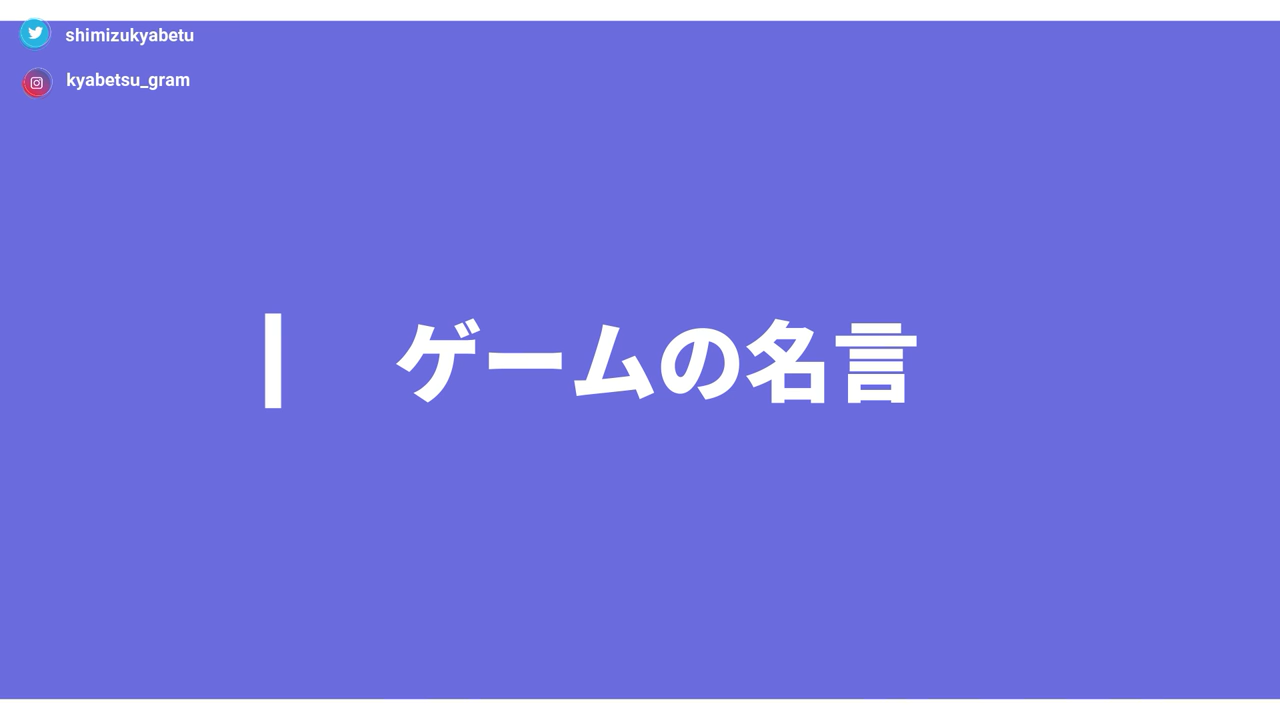 shimizukyabetu
kyabetsu_gram
ゲームの名言